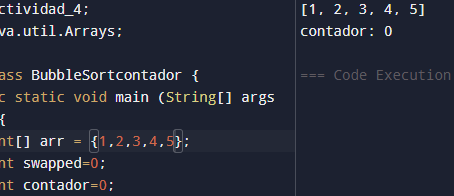 ctividad_4;
va.util.Arrays;
ass BubbleSortcontador {
c static void main (String[] args
{
nt[] arr = {1,2,3,4,5};
nt swapped=0;
nt contador=0;
[1, 2, 3, 4, 5]
contador: 0
=== Code Execution